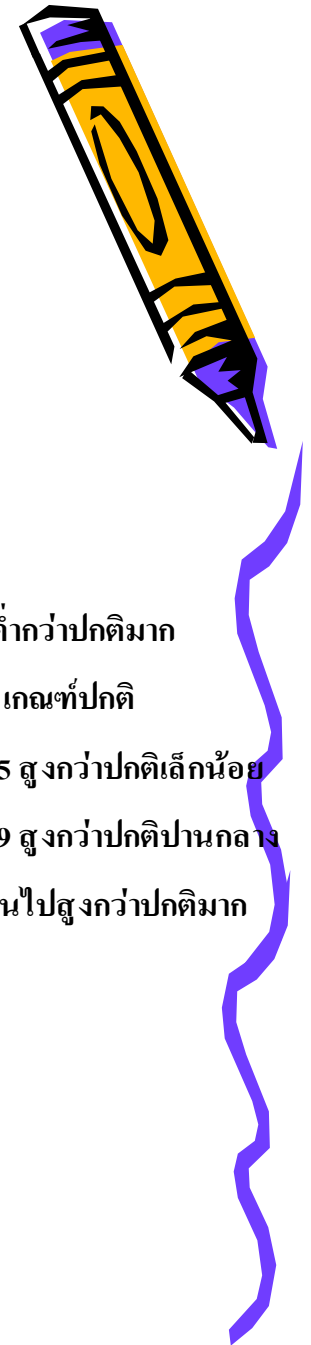 ต่ำกว่าปกติมาก
เกณฑ์ปกติ
5 สูงกว่าปกติเล็กน้อย
9 สูงกว่าปกติปานกลาง
นไปสูงกว่าปกติมาก